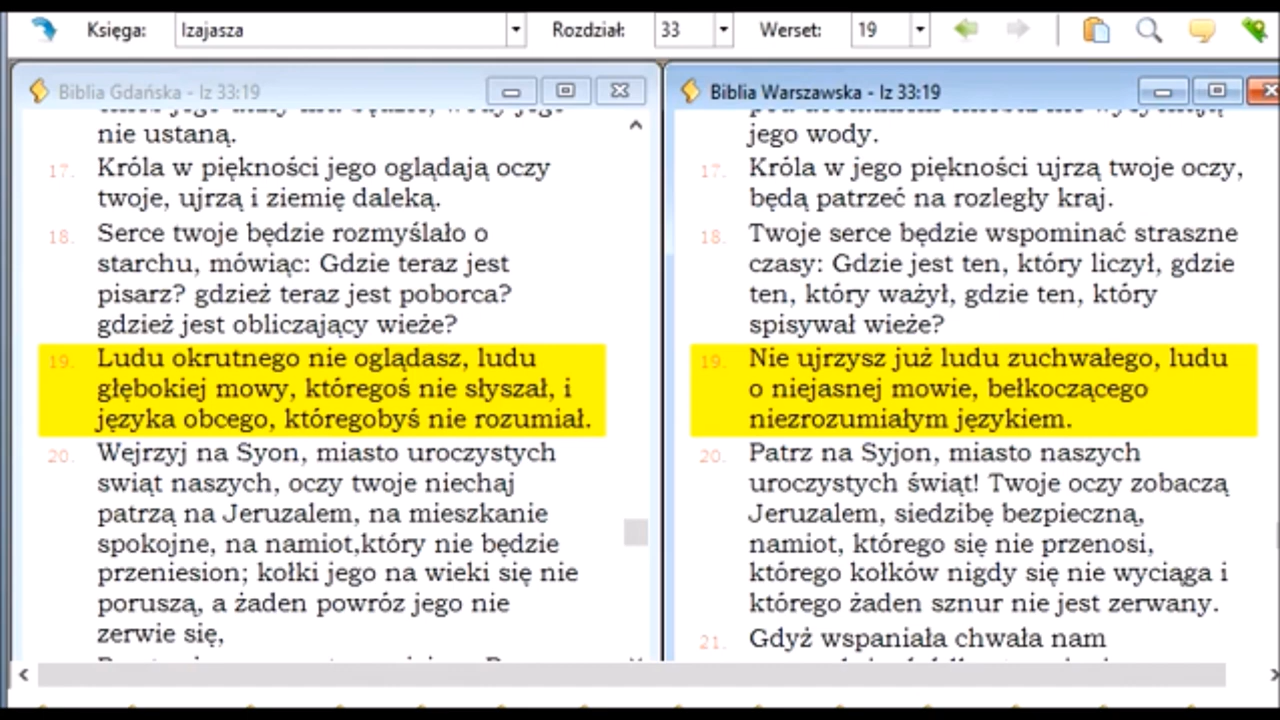 Księga: Izajasza Rozdział: 33 Werset: 19
Biblia Gdańska - Iz 33:19
nie ustaną.
17. Króla w piękności jego oglądają oczy
twoje, ujrzą i ziemię daleką.
18. Serce twoje będzie rozmyślało o
starchu, mówiąc: Gdzie teraz jest
pisarz? gdzież teraz jest poborca?
gdzież jest obliczający wieże?
19. Ludu okrutnego nie oglądasz, ludu
głębokiej mowy, któregoś nie słyszał, i
języka obcego, któregobyś nie rozumiał.
20. Wejrzyj na Syon, miasto uroczystych
swiąt naszych, oczy twoje niechaj
patrzą na Jeruzalem, na mieszkanie
spokojne, na namiot,który nie będzie
przeniesion; kołki jego na wieki się nie
poruszą, a żaden powróz jego nie
zerwie się,
Biblia Warszawska - Iz 33:19
jego wody.
17. Króla w jego piękności ujrzą twoje oczy,
będą patrzeć na rozległy kraj.
18. Twoje serce będzie wspominać straszne
czasy: Gdzie jest ten, który liczył, gdzie
ten, który ważył, gdzie ten, który
spisywał wieże?
19. Nie ujrzysz już ludu zuchwałego, ludu
o niejasnej mowie, bełkoczącego
niezrozumiałym językiem.
20. Patrz na Syjon, miasto naszych
uroczystych świąt! Twoje oczy zobaczą
Jeruzalem, siedzibę bezpieczną,
namiot, którego się nie przenosi,
którego kołków nigdy się nie wyciąga i
którego żaden sznur nie jest zerwany.
21. Gdyż wspaniała chwała nam